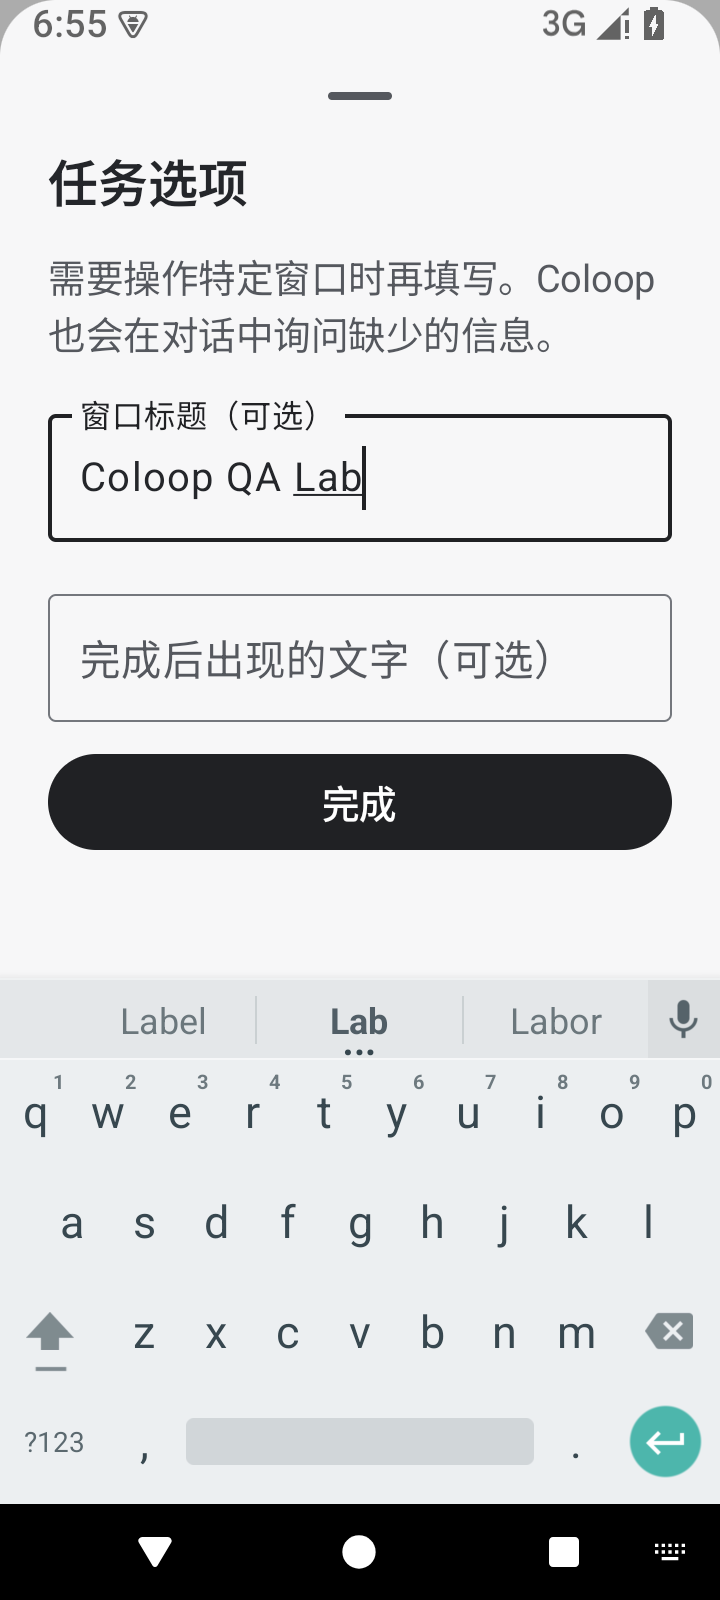 6:55 3G
任务选项
需要操作特定窗口时再填写。Coloop
也会在对话中询问缺少的信息。
窗口标题（可选）
Coloop QA Lab
完成后出现的文字（可选）
完成
Label Lab Labor
1 2 3 4 5 6 7 8 9 0
q w e r t y u i o p
a s d f g h j k l
z x c v b n m
?123 , .